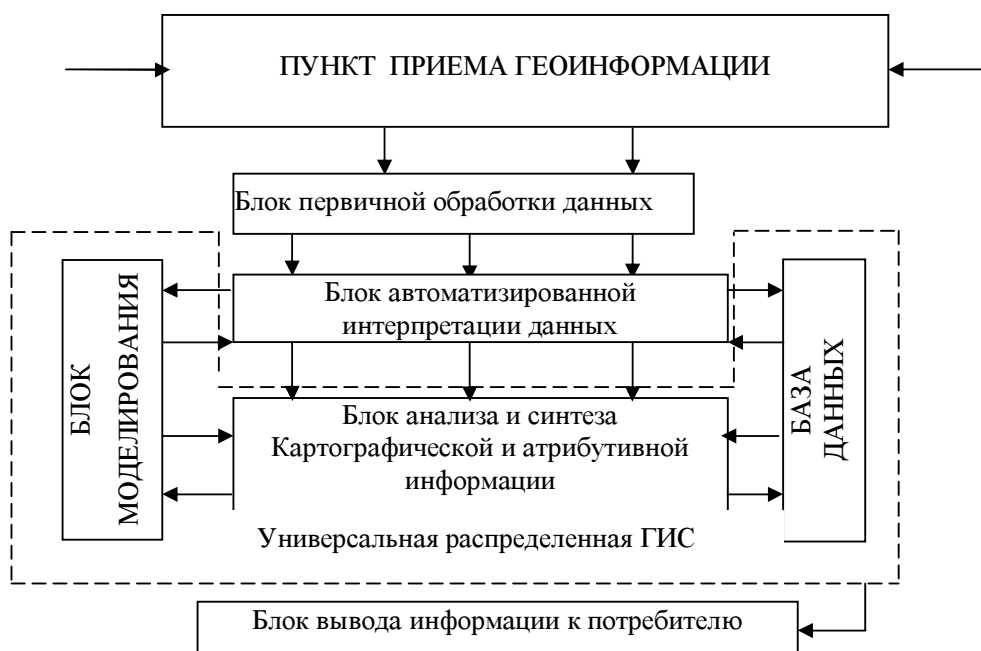 ПУНКТ ПРИЕМА ГЕОИНФОРМАЦИИ
Блок первичной обработки данных
БЛОК
МОДЕЛИРОВАНИЯ
Блок автоматизированной
интерпретации данных
БАЗА
ДАННЫХ
Блок анализа и синтеза
Картографической и атрибутивной
информации
Универсальная распределенная ГИС
Блок вывода информации к потребителю